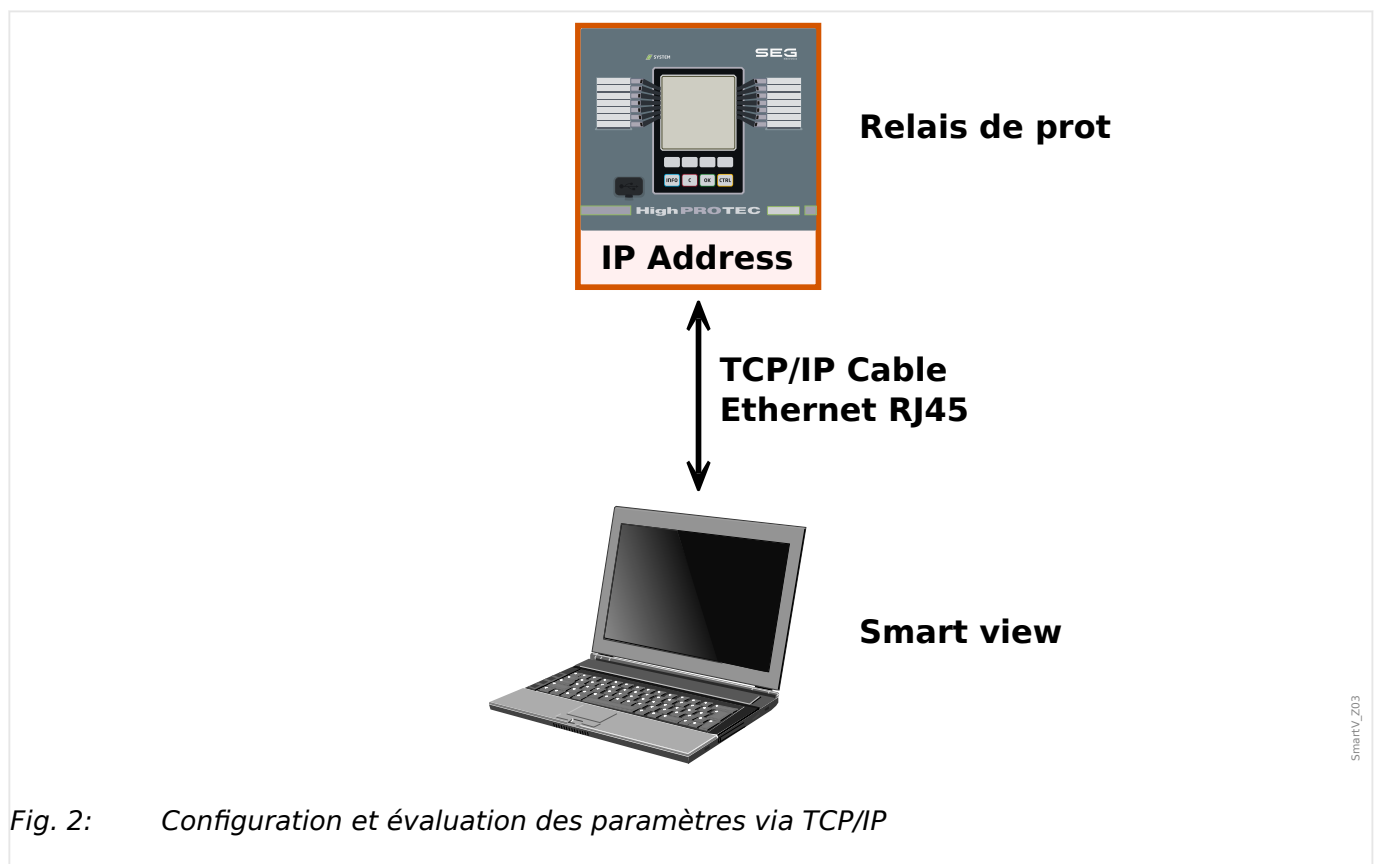 SYSTEM
SEG
INFO
C
OK
CTRL
HighPROTEC
IP Address
Relais de prot
TCP/IP Cable
Ethernet RJ45
Smart view
SmartV_Z03
Fig. 2: Configuration et évaluation des paramètres via TCP/IP